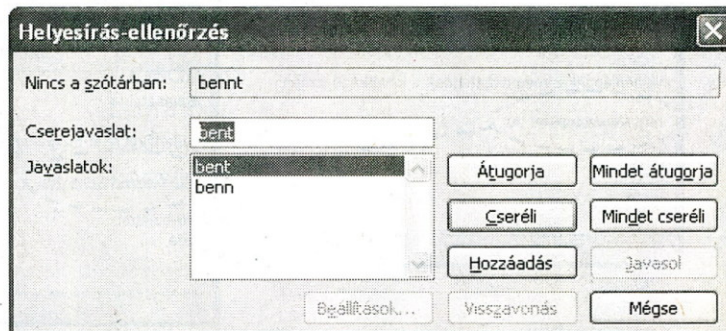 Helyesírás-ellenőrzés
Nincs a szótárban: bennt
Cserejavaslat: bent
Javaslatok: bent
benn
Átugorja Mindet átugorja
Cseréli Mindet cseréli
Hozzáadás Javasol
Beállítások... Visszavonás Mégse